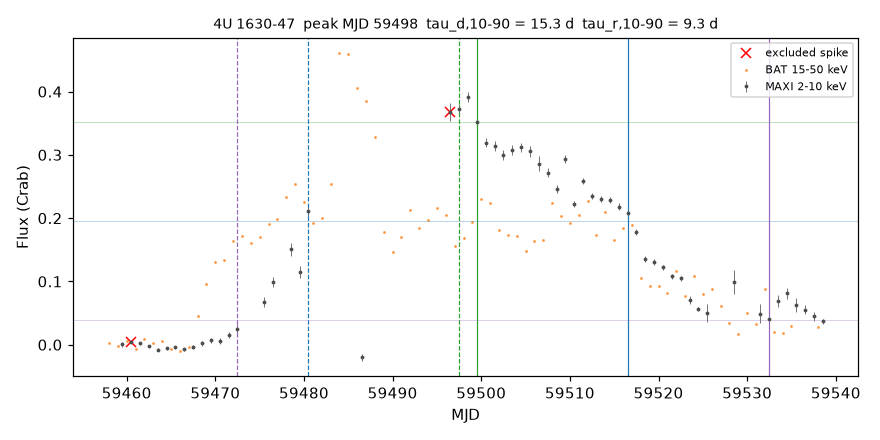 4U 1630-47  peak MJD 59498  tau_d,10-90 = 15.3 d  tau_r,10-90 = 9.3 d
excluded spike
BAT 15-50 keV
MAXI 2-10 keV
Flux (Crab)
0.4
0.3
0.2
0.1
0.0
59460 59470 59480 59490 59500 59510 59520 59530 59540
MJD